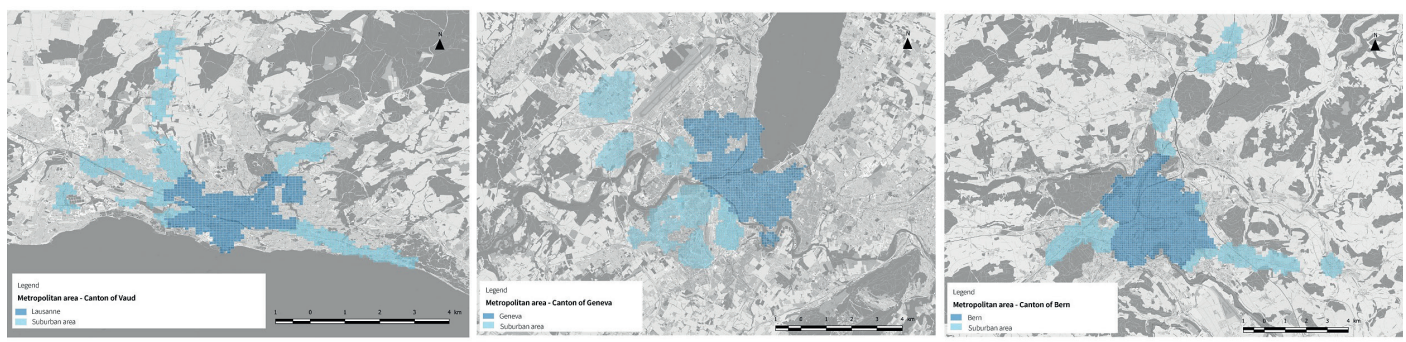 N
Legend
Metropolitan area - Canton of Vaud
Lausanne
Suburban area
1 0 1 2 3 4 km
N
Legend
Metropolitan area - Canton of Geneva
Geneva
Suburban area
1 0 1 2 3 4 km
N
Legend
Metropolitan area - Canton of Bern
Bern
Suburban area
1 0 1 2 3 4 km